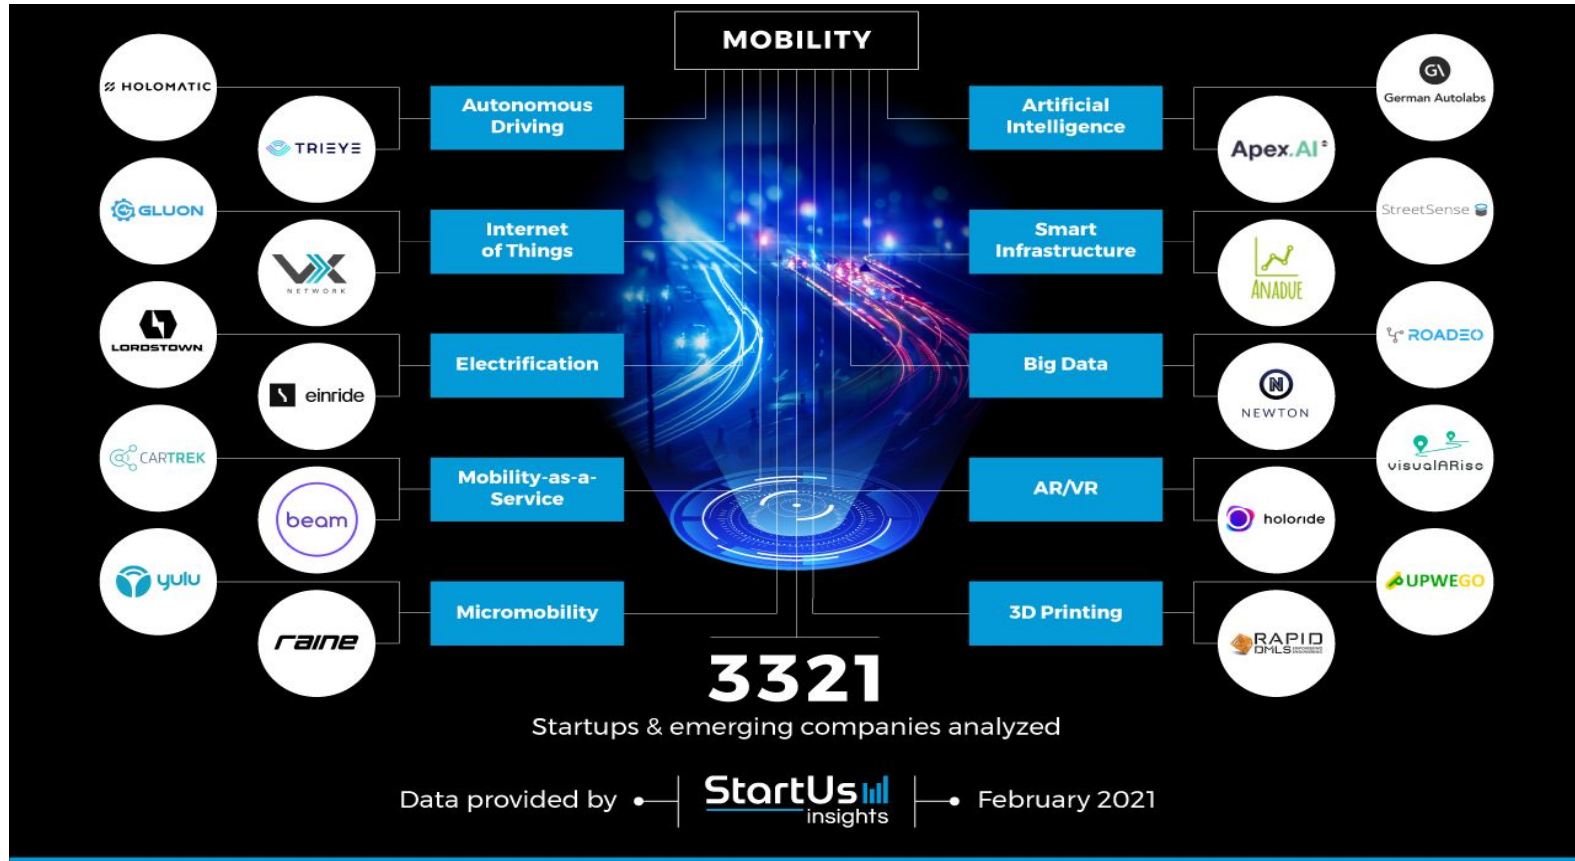 MOBILITY
HOLOMATIC
Autonomous
Driving
TRIEYE
GLUON
Internet
of Things
VX
NETWORK
LORDSTOWN
Electrification
einride
CARTREK
Mobility-as-a-
Service
beam
yulu
Micromobility
raine
Artificial
Intelligence
German Autolabs
Apex.AI
Smart
Infrastructure
StreetSense
ANADUE
Big Data
ROADEO
N
NEWTON
AR/VR
visualARise
holoride
3D Printing
UPWEGO
RAPID
DMLS
3321
Startups & emerging companies analyzed
Data provided by
StartUs
insights
February 2021